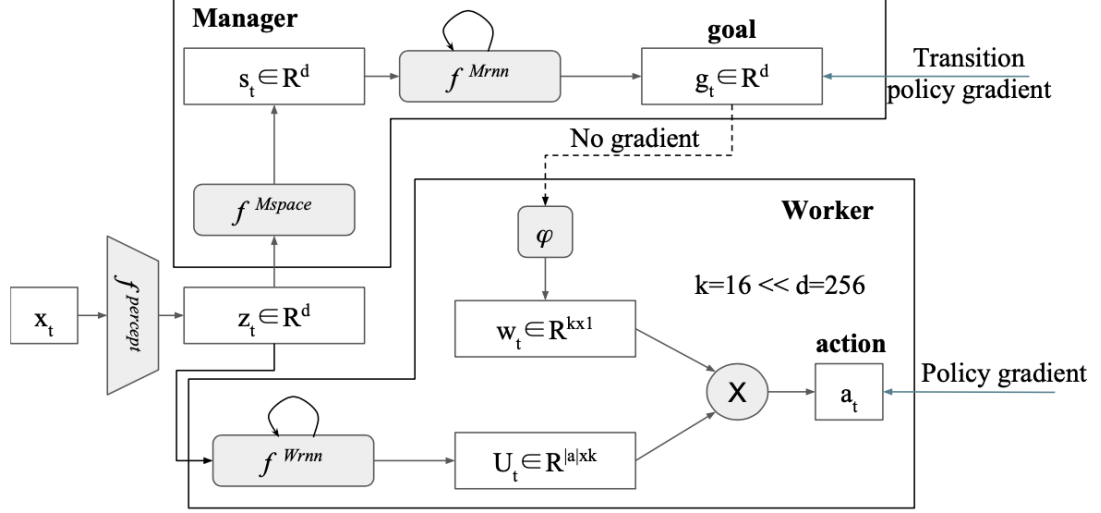 Manager
goal
sₜ∈Rᵈ
f ᴹʳⁿⁿ
gₜ∈Rᵈ
Transition
policy gradient
No gradient
f ᴹˢᵖᵃᶜᵉ
φ
Worker
xₜ
f ᵖᵉʳᶜᵉᵖᵗ
zₜ∈Rᵈ
k=16 << d=256
wₜ∈Rᵏˣ¹
action
X
aₜ
Policy gradient
f ᵂʳⁿⁿ
Uₜ∈R|ᵃ|ˣᵏ